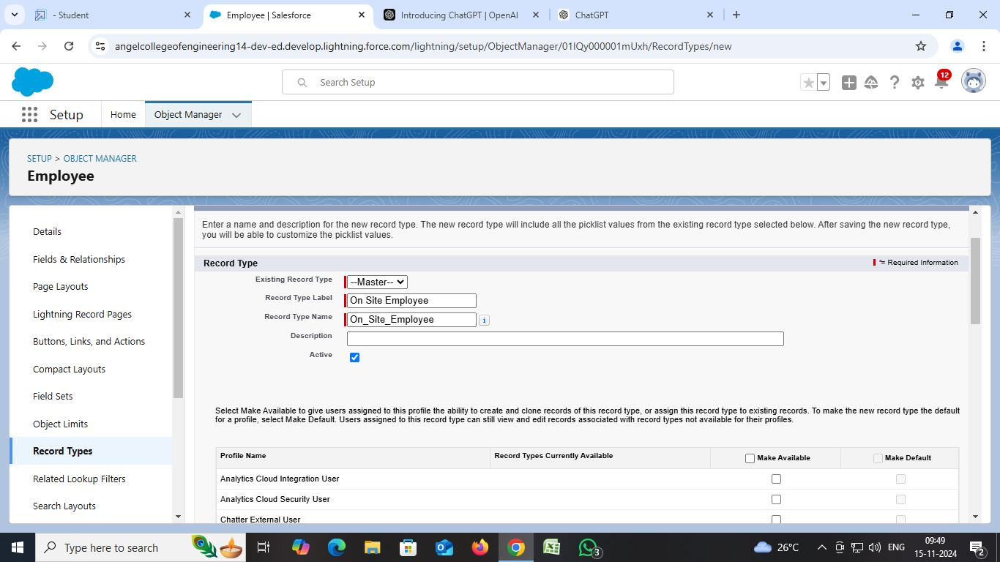 - Student
Employee | Salesforce
Introducing ChatGPT | OpenAI
ChatGPT
angelcollegeofengineering14-dev-ed.develop.lightning.force.com/lightning/setup/ObjectManager/01IQy000001mUxh/RecordTypes/new
Search Setup
12
Setup
Home
Object Manager
SETUP > OBJECT MANAGER
Employee
Details
Fields & Relationships
Page Layouts
Lightning Record Pages
Buttons, Links, and Actions
Compact Layouts
Field Sets
Object Limits
Record Types
Related Lookup Filters
Search Layouts
Enter a name and description for the new record type. The new record type will include all the picklist values from the existing record type selected below. After saving the new record type,
you will be able to customize the picklist values.
Record Type
*= Required Information
Existing Record Type --Master--
Record Type Label On Site Employee
Record Type Name On_Site_Employee i
Description
Active
Select Make Available to give users assigned to this profile the ability to create and clone records of this record type, or assign this record type to existing records. To make the new record type the default
for a profile, select Make Default. Users assigned to this record type can still view and edit records associated with record types not available for their profiles.
Profile Name Record Types Currently Available Make Available Make Default
Analytics Cloud Integration User
Analytics Cloud Security User
Chatter External User
Type here to search
3
26°C
ENG
09:49
15-11-2024
2